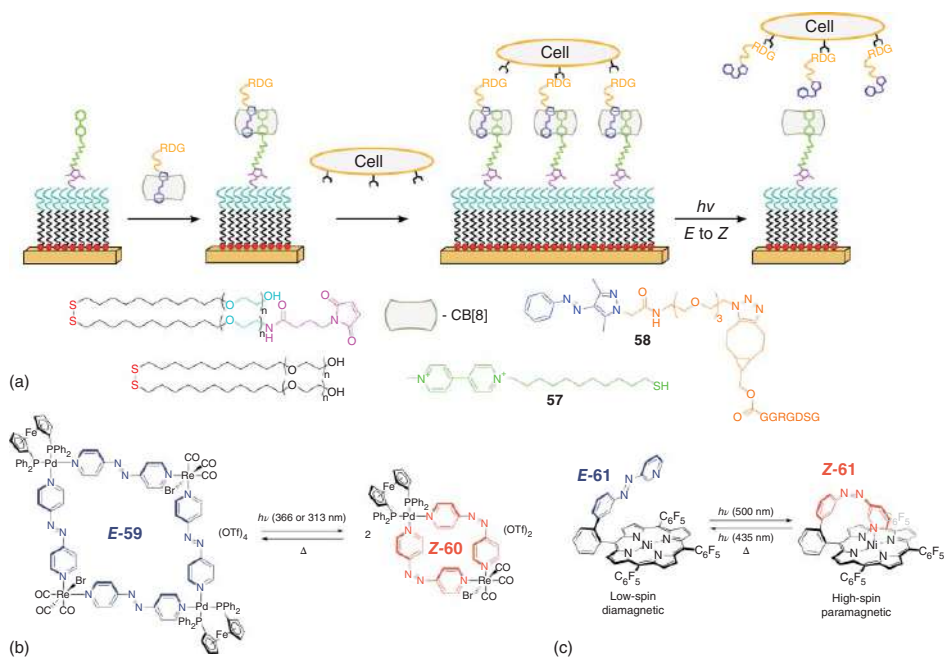 RDG
RDG
Cell
Cell
RDG
RDG
RDG
Cell
RDG
RDG
RDG
hν
E to Z
S
S
O
OH
n
O
n
N
H
O
O
N
O
- CB[8]
N
N
N
N
O
N
H
O
3
N
N
N
58
O
O
GGRGDSG
S
S
O
n
OH
O
n
OH
N+
N+
SH
57
(a)
Fe
PPh2
Ph2P
Pd
N
N
N
N
Re
CO
CO
CO
Br
N
N
N
N
E-59
(OTf)4
N
N
N
N
Br
OC
Re
OC
CO
N
N
N
N
Pd
PPh2
Ph2P
Fe
hν (366 or 313 nm)
Δ
2
Fe
PPh2
Ph2P
Pd
N
N
N
N
(OTf)2
Z-60
N
N
N
N
Re
CO
CO
CO
Br
(b)
E-61
N
N
N
C6F5
N
N
Ni
N
N
C6F5
C6F5
Low-spin
diamagnetic
hν (500 nm)
hν (435 nm)
Δ
Z-61
N
N
N
C6F5
N
N
Ni
N
N
C6F5
C6F5
High-spin
paramagnetic
(c)